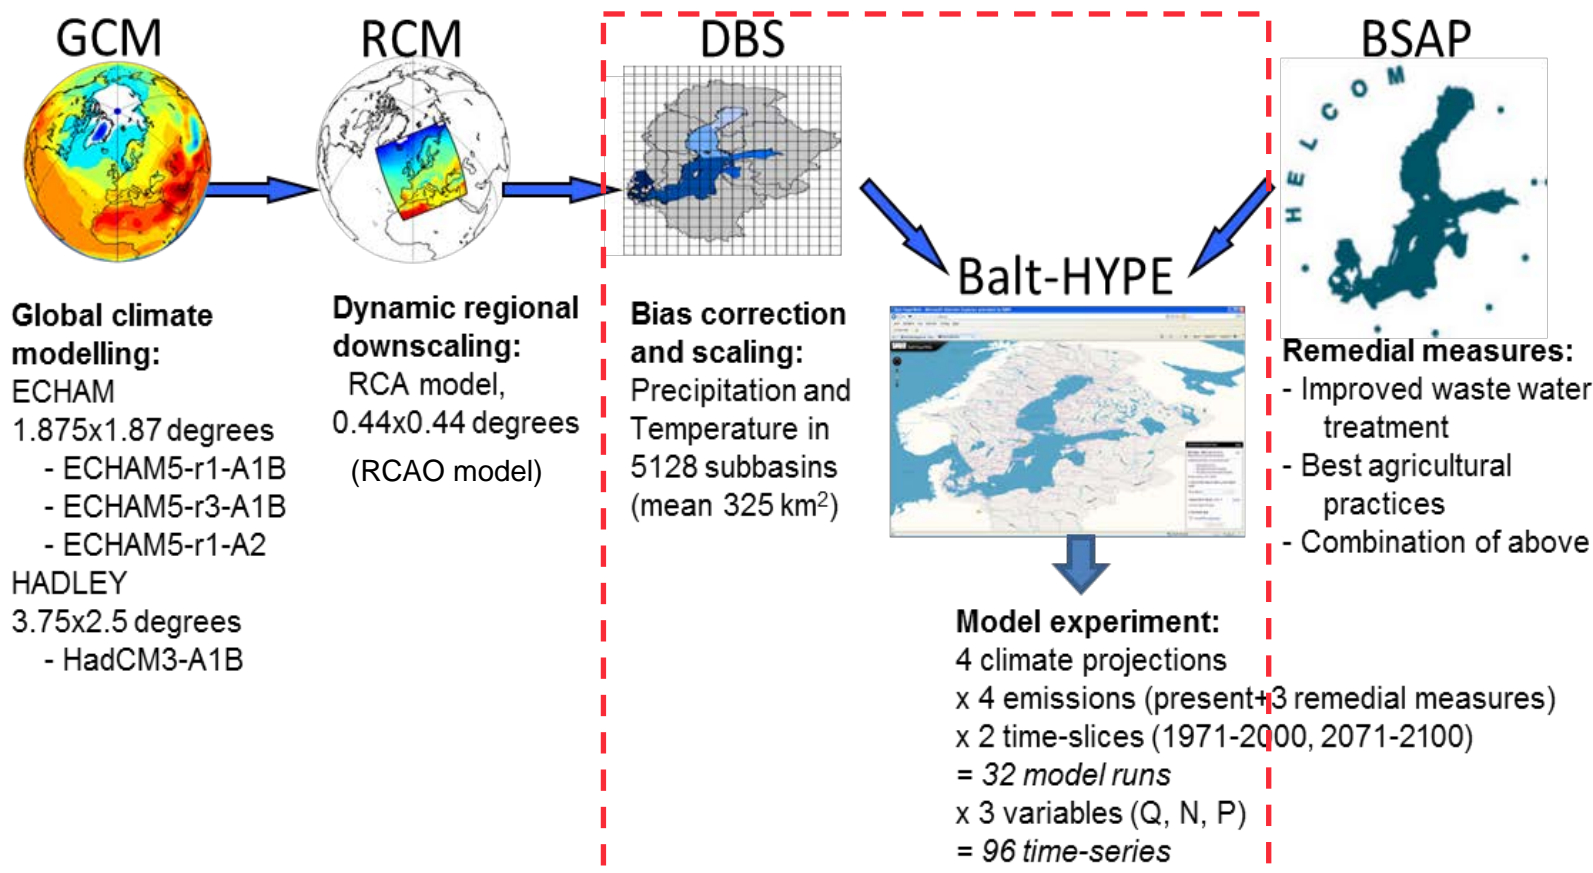 GCM
RCM
DBS
BSAP
HELCOM
Balt-HYPE
Global climate
modelling:
ECHAM
1.875x1.87 degrees
- ECHAM5-r1-A1B
- ECHAM5-r3-A1B
- ECHAM5-r1-A2
HADLEY
3.75x2.5 degrees
- HadCM3-A1B
Dynamic regional
downscaling:
RCA model,
0.44x0.44 degrees
(RCAO model)
Bias correction
and scaling:
Precipitation and
Temperature in
5128 subbasins
(mean 325 km²)
Remedial measures:
- Improved waste water
treatment
- Best agricultural
practices
- Combination of above
Model experiment:
4 climate projections
x 4 emissions (present+3 remedial measures)
x 2 time-slices (1971-2000, 2071-2100)
= 32 model runs
x 3 variables (Q, N, P)
= 96 time-series